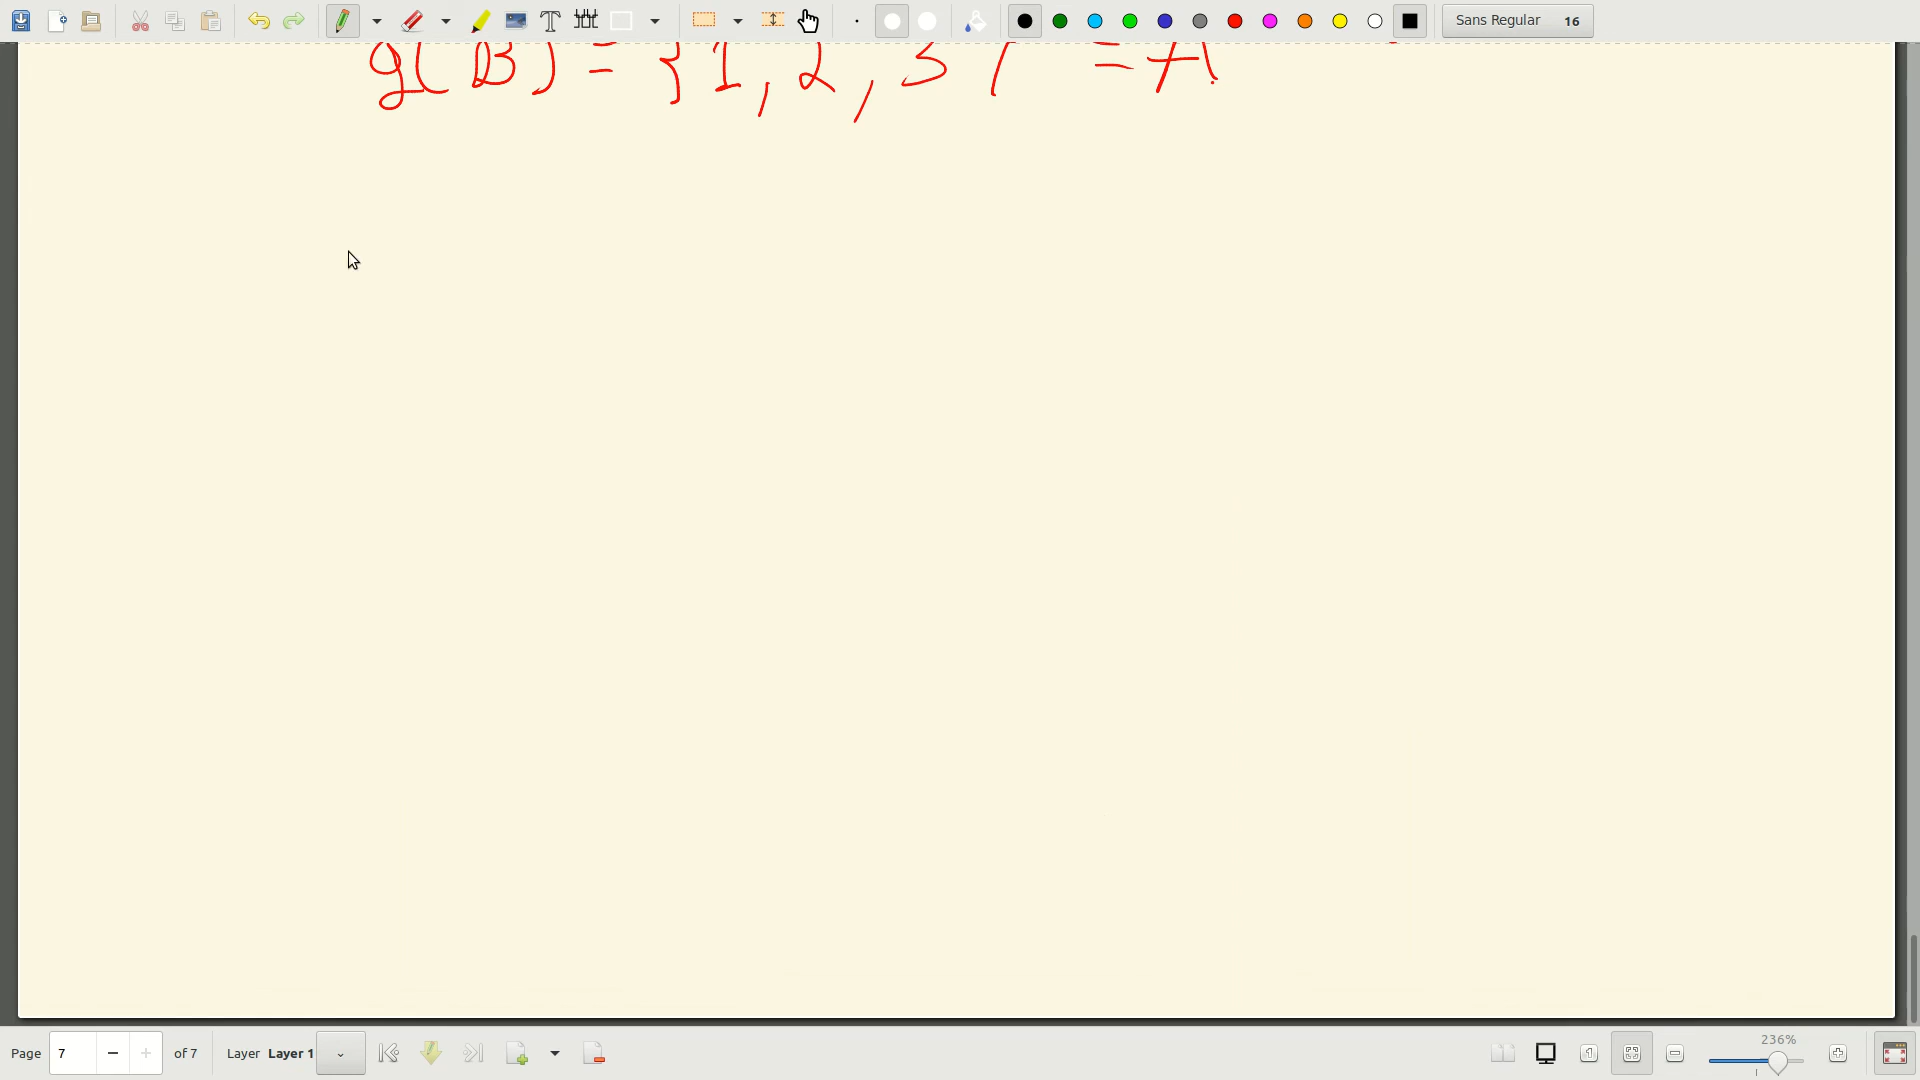 Sans Regular 16
g(B) = {1, 2, 3} = A.
Page 7 of 7 Layer Layer 1 236%